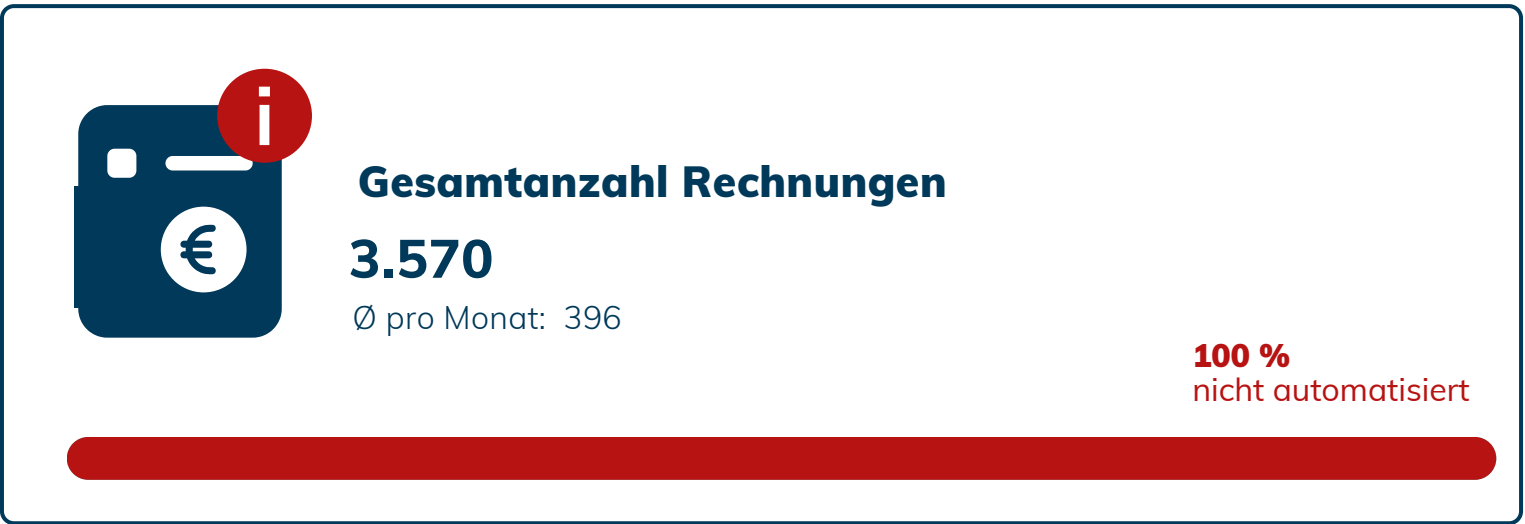 i
€
Gesamtanzahl Rechnungen
3.570
Ø pro Monat: 396
100 %
nicht automatisiert